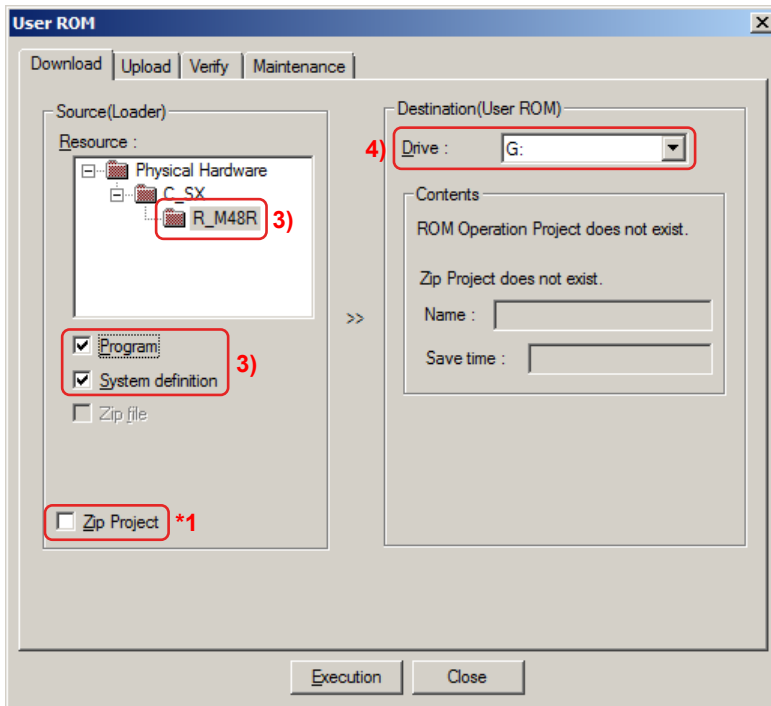 User ROM
Download Upload Verify Maintenance
Source(Loader)
Resource :
Physical Hardware
C_SX
R_M48R 3)
Program
3)
System definition
Zip file
Zip Project *1
>>
Destination(User ROM)
4) Drive : G:
Contents
ROM Operation Project does not exist.
Zip Project does not exist.
Name :
Save time :
Execution Close